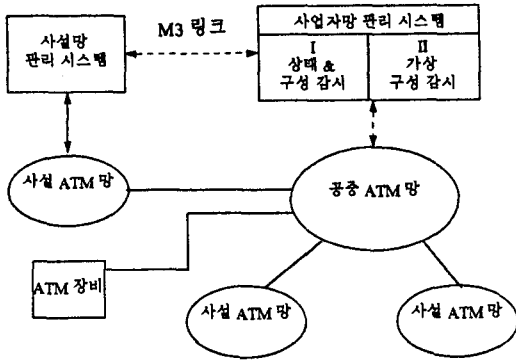 사설망
관리 시스템
M3 링크
사업자망 관리 시스템
I
상태 &
구성 감시
II
가상
구성 감시
사설 ATM 망
공중 ATM 망
ATM 장비
사설 ATM 망
사설 ATM 망